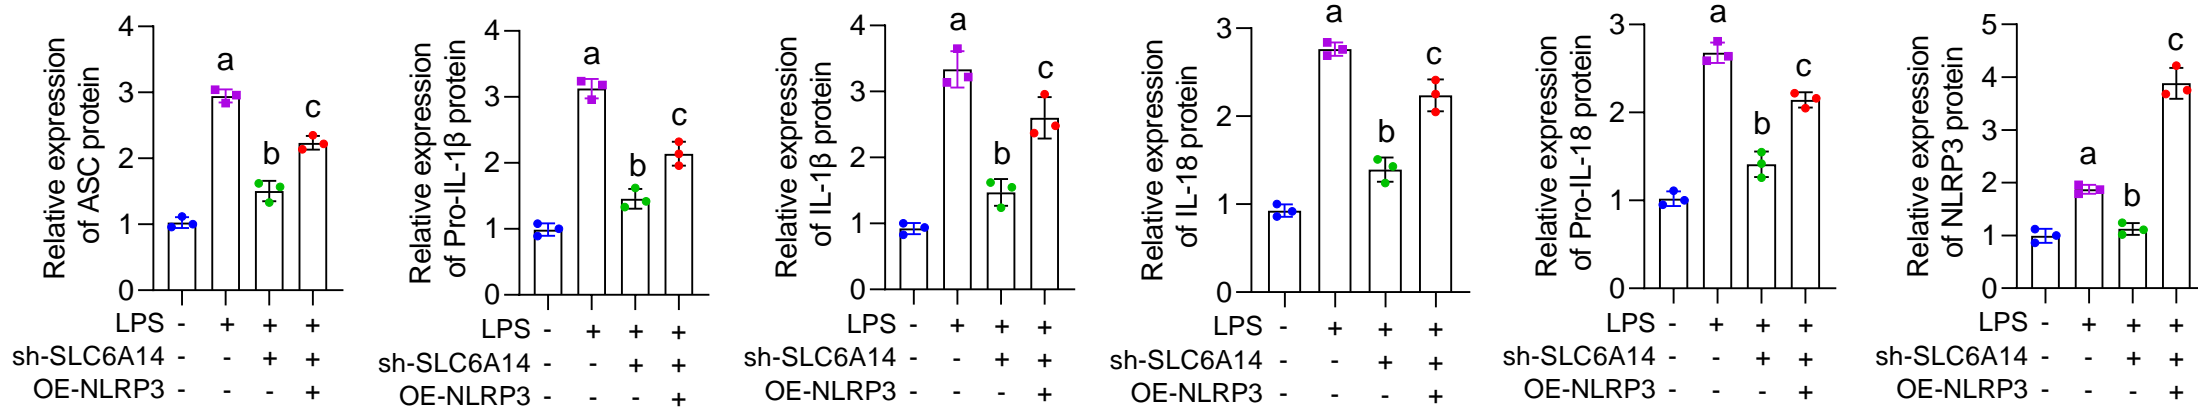 Relative expression
of ASC protein
4
3
2
1
0
a
b
c
LPS - + + +
sh-SLC6A14 - - + +
OE-NLRP3 - - - +
Relative expression
of Pro-IL-1β protein
4
3
2
1
0
a
b
c
LPS - + + +
sh-SLC6A14 - - + +
OE-NLRP3 - - - +
Relative expression
of IL-1β protein
4
3
2
1
0
a
b
c
LPS - + + +
sh-SLC6A14 - - + +
OE-NLRP3 - - - +
Relative expression
of IL-18 protein
3
2
1
0
a
b
c
LPS - + + +
sh-SLC6A14 - - + +
OE-NLRP3 - - - +
Relative expression
of Pro-IL-18 protein
3
2
1
0
a
b
c
LPS - + + +
sh-SLC6A14 - - + +
OE-NLRP3 - - - +
Relative expression
of NLRP3 protein
5
4
3
2
1
0
a
b
c
LPS - + + +
sh-SLC6A14 - - + +
OE-NLRP3 - - - +